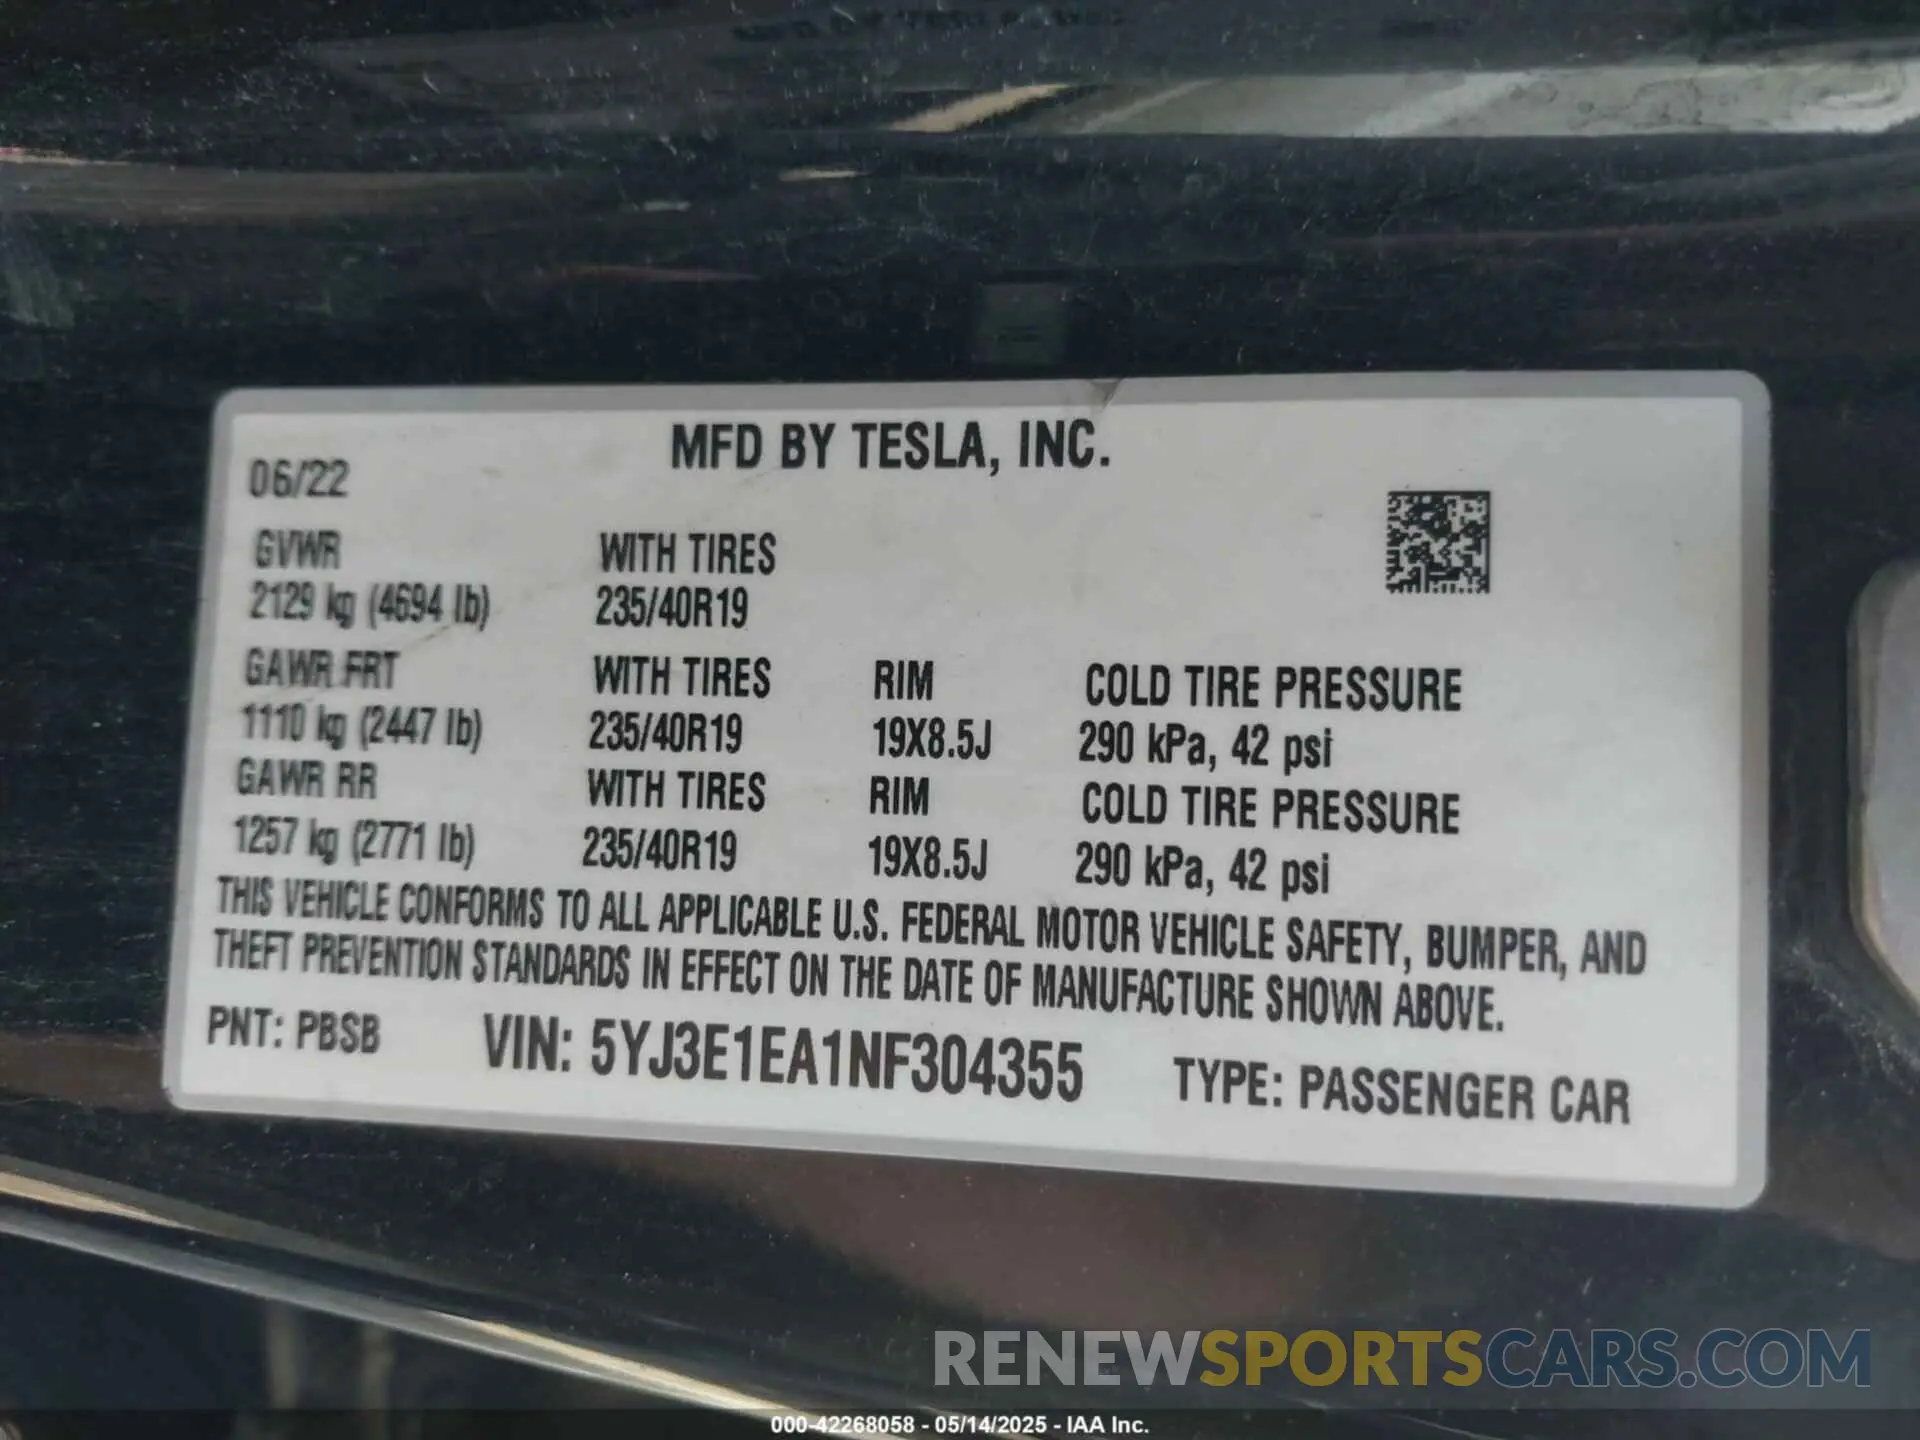 MFD BY TESLA, INC.
06/22
GVWR WITH TIRES
2129 kg (4694 lb) 235/40R19
GAWR FRT WITH TIRES RIM COLD TIRE PRESSURE
1110 kg (2447 lb) 235/40R19 19X8.5J 290 kPa, 42 psi
GAWR RR WITH TIRES RIM COLD TIRE PRESSURE
1257 kg (2771 lb) 235/40R19 19X8.5J 290 kPa, 42 psi
THIS VEHICLE CONFORMS TO ALL APPLICABLE U.S. FEDERAL MOTOR VEHICLE SAFETY, BUMPER, AND
THEFT PREVENTION STANDARDS IN EFFECT ON THE DATE OF MANUFACTURE SHOWN ABOVE.
PNT: PBSB VIN: 5YJ3E1EA1NF304355 TYPE: PASSENGER CAR
RENEWSPORTSCARS.COM
000-42268058 - 05/14/2025 - IAA Inc.